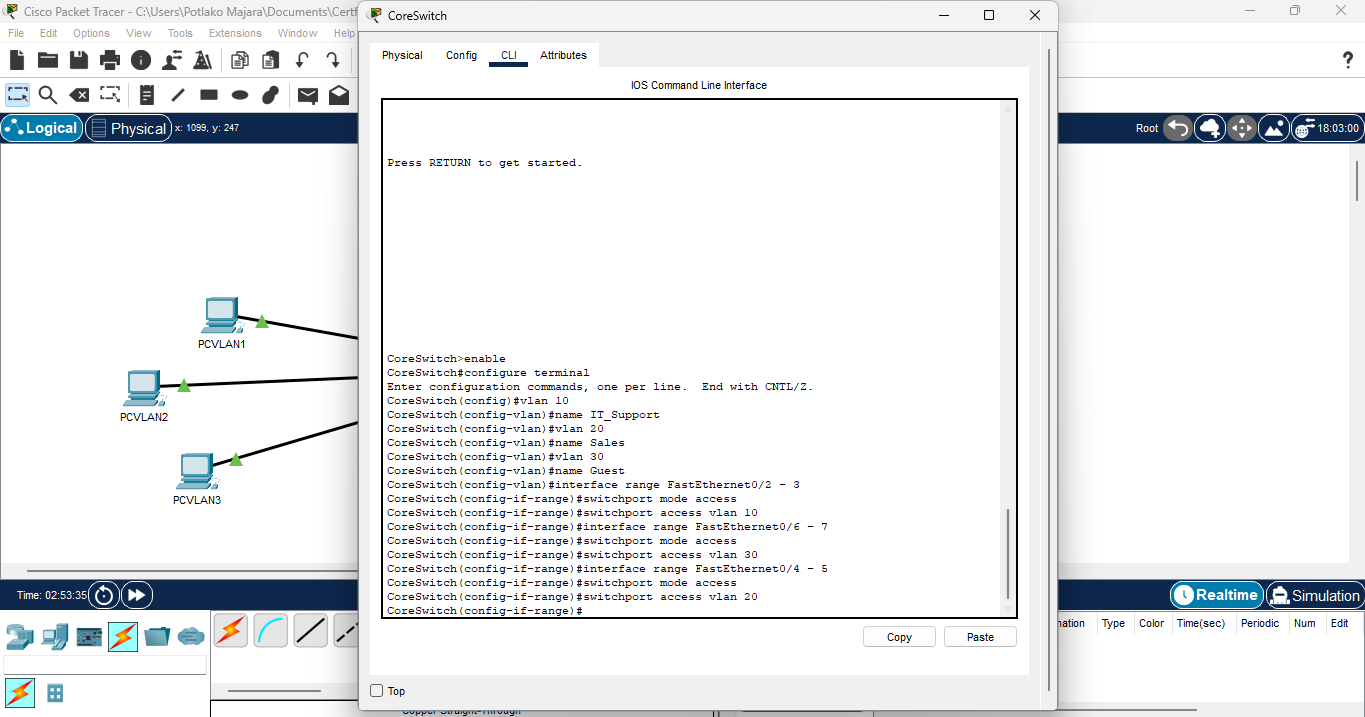 Cisco Packet Tracer - C:\Users\Potlako Majara\Documents\Certf
CoreSwitch
File Edit Options View Tools Extensions Window Help
Physical Config CLI Attributes
?
IOS Command Line Interface
Logical Physical x: 1099, y: 247
Root 18:03:00
Press RETURN to get started.
PCVLAN1
PCVLAN2
PCVLAN3
CoreSwitch>enable
CoreSwitch#configure terminal
Enter configuration commands, one per line. End with CNTL/Z.
CoreSwitch(config)#vlan 10
CoreSwitch(config-vlan)#name IT_Support
CoreSwitch(config-vlan)#vlan 20
CoreSwitch(config-vlan)#name Sales
CoreSwitch(config-vlan)#vlan 30
CoreSwitch(config-vlan)#name Guest
CoreSwitch(config-vlan)#interface range FastEthernet0/2 - 3
CoreSwitch(config-if-range)#switchport mode access
CoreSwitch(config-if-range)#switchport access vlan 10
CoreSwitch(config-if-range)#interface range FastEthernet0/6 - 7
CoreSwitch(config-if-range)#switchport mode access
CoreSwitch(config-if-range)#switchport access vlan 30
CoreSwitch(config-if-range)#interface range FastEthernet0/4 - 5
CoreSwitch(config-if-range)#switchport mode access
CoreSwitch(config-if-range)#switchport access vlan 20
CoreSwitch(config-if-range)#
Copy Paste
Top
Time: 02:53:35
Realtime Simulation
nation Type Color Time(sec) Periodic Num Edit
Copper Straight-Through